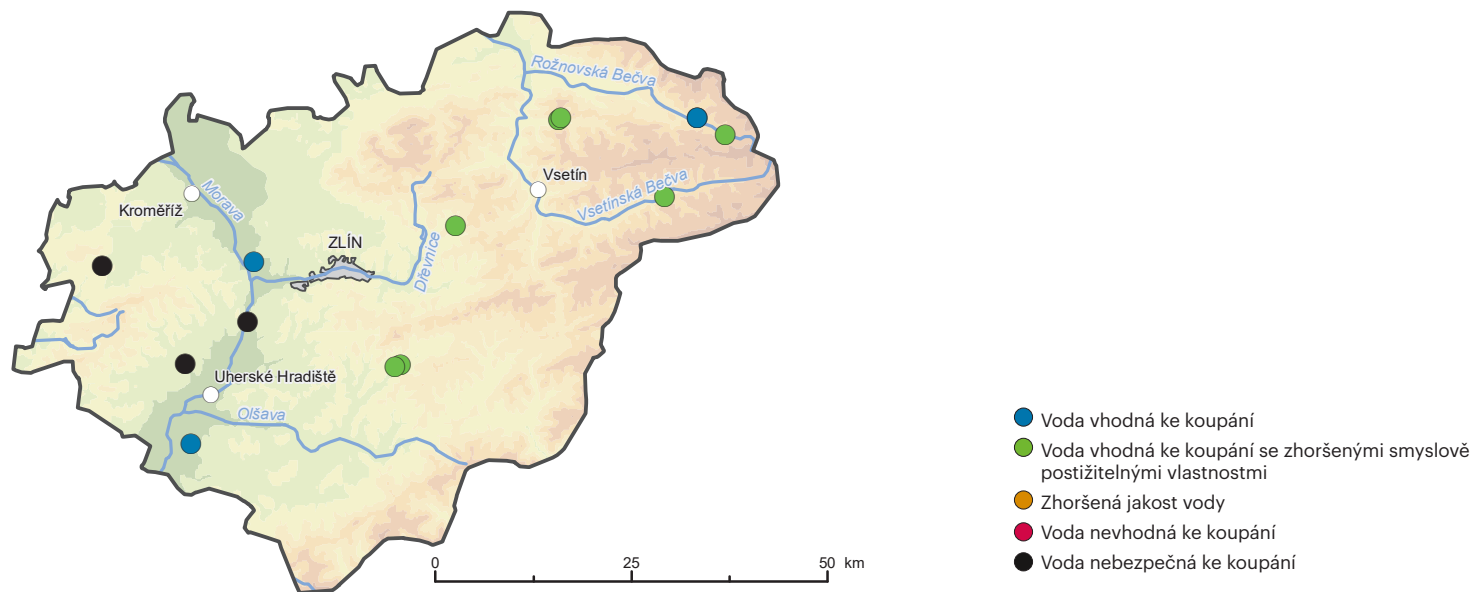 Rožnovská Bečva
Vsetín
Vsetínská Bečva
Kroměříž
Morava
ZLÍN
Dřevnice
Uherské Hradiště
Olšava
0 25 50 km
Voda vhodná ke koupání
Voda vhodná ke koupání se zhoršenými smyslově
postižitelnými vlastnostmi
Zhoršená jakost vody
Voda nevhodná ke koupání
Voda nebezpečná ke koupání